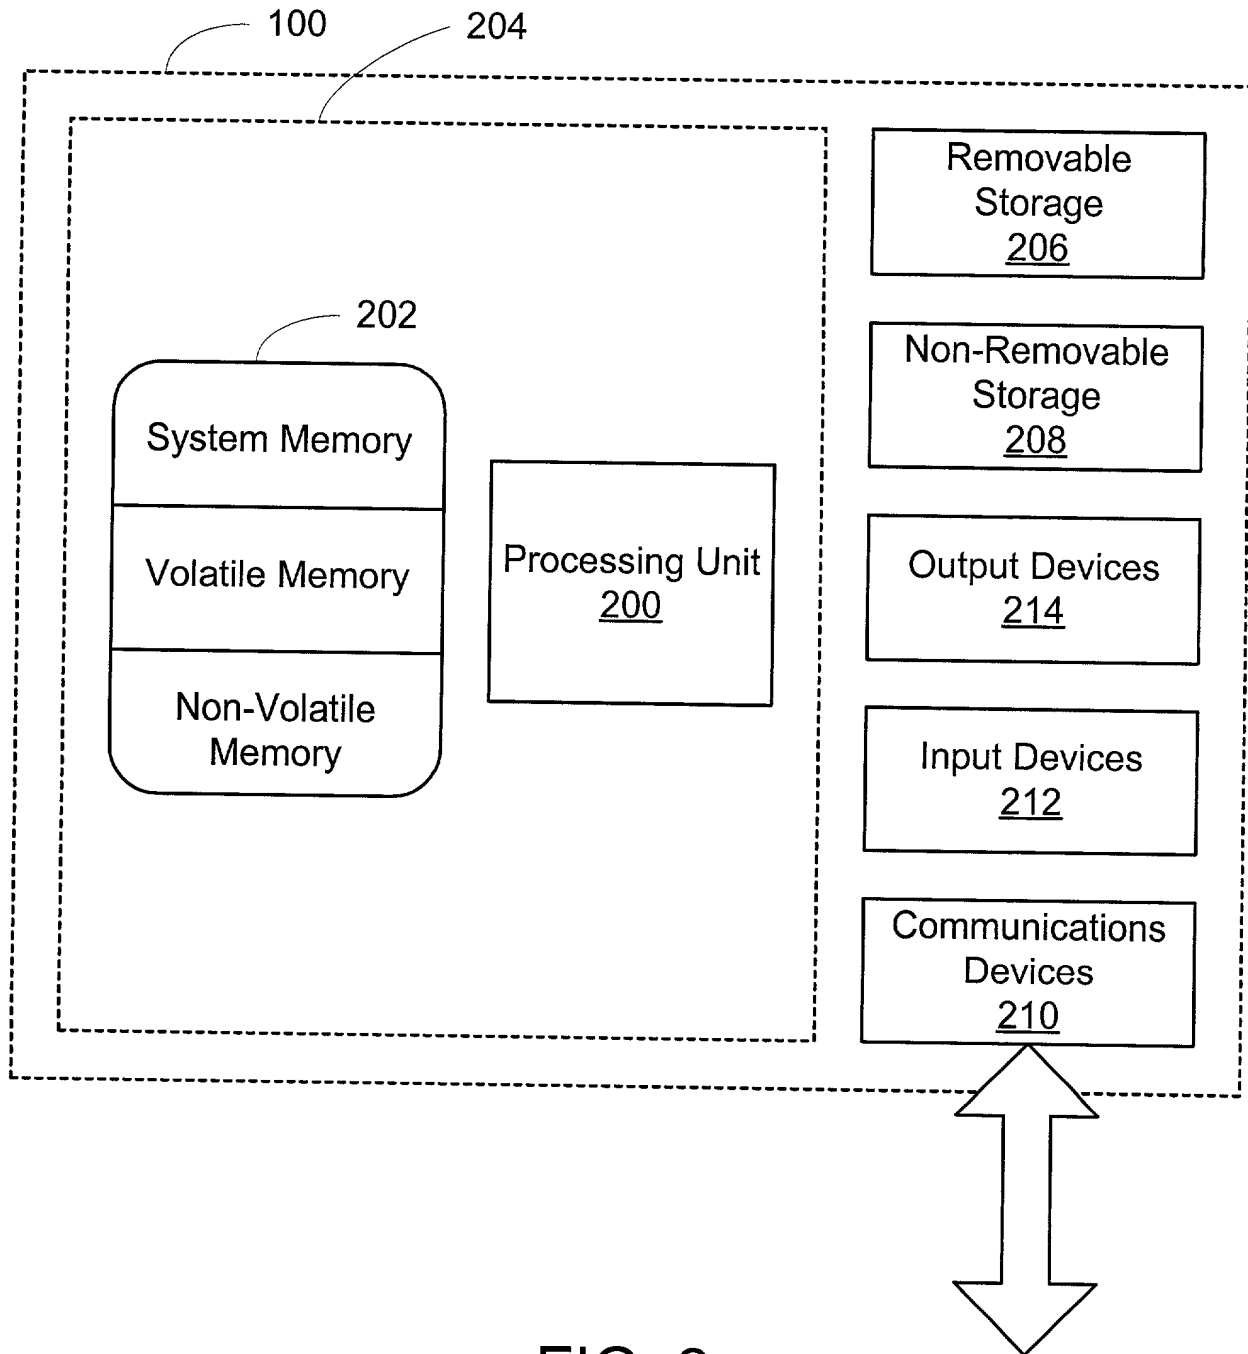 100
204
202
System Memory
Volatile Memory
Non-Volatile
Memory
Processing Unit
200
Removable
Storage
206
Non-Removable
Storage
208
Output Devices
214
Input Devices
212
Communications
Devices
210
FIG.